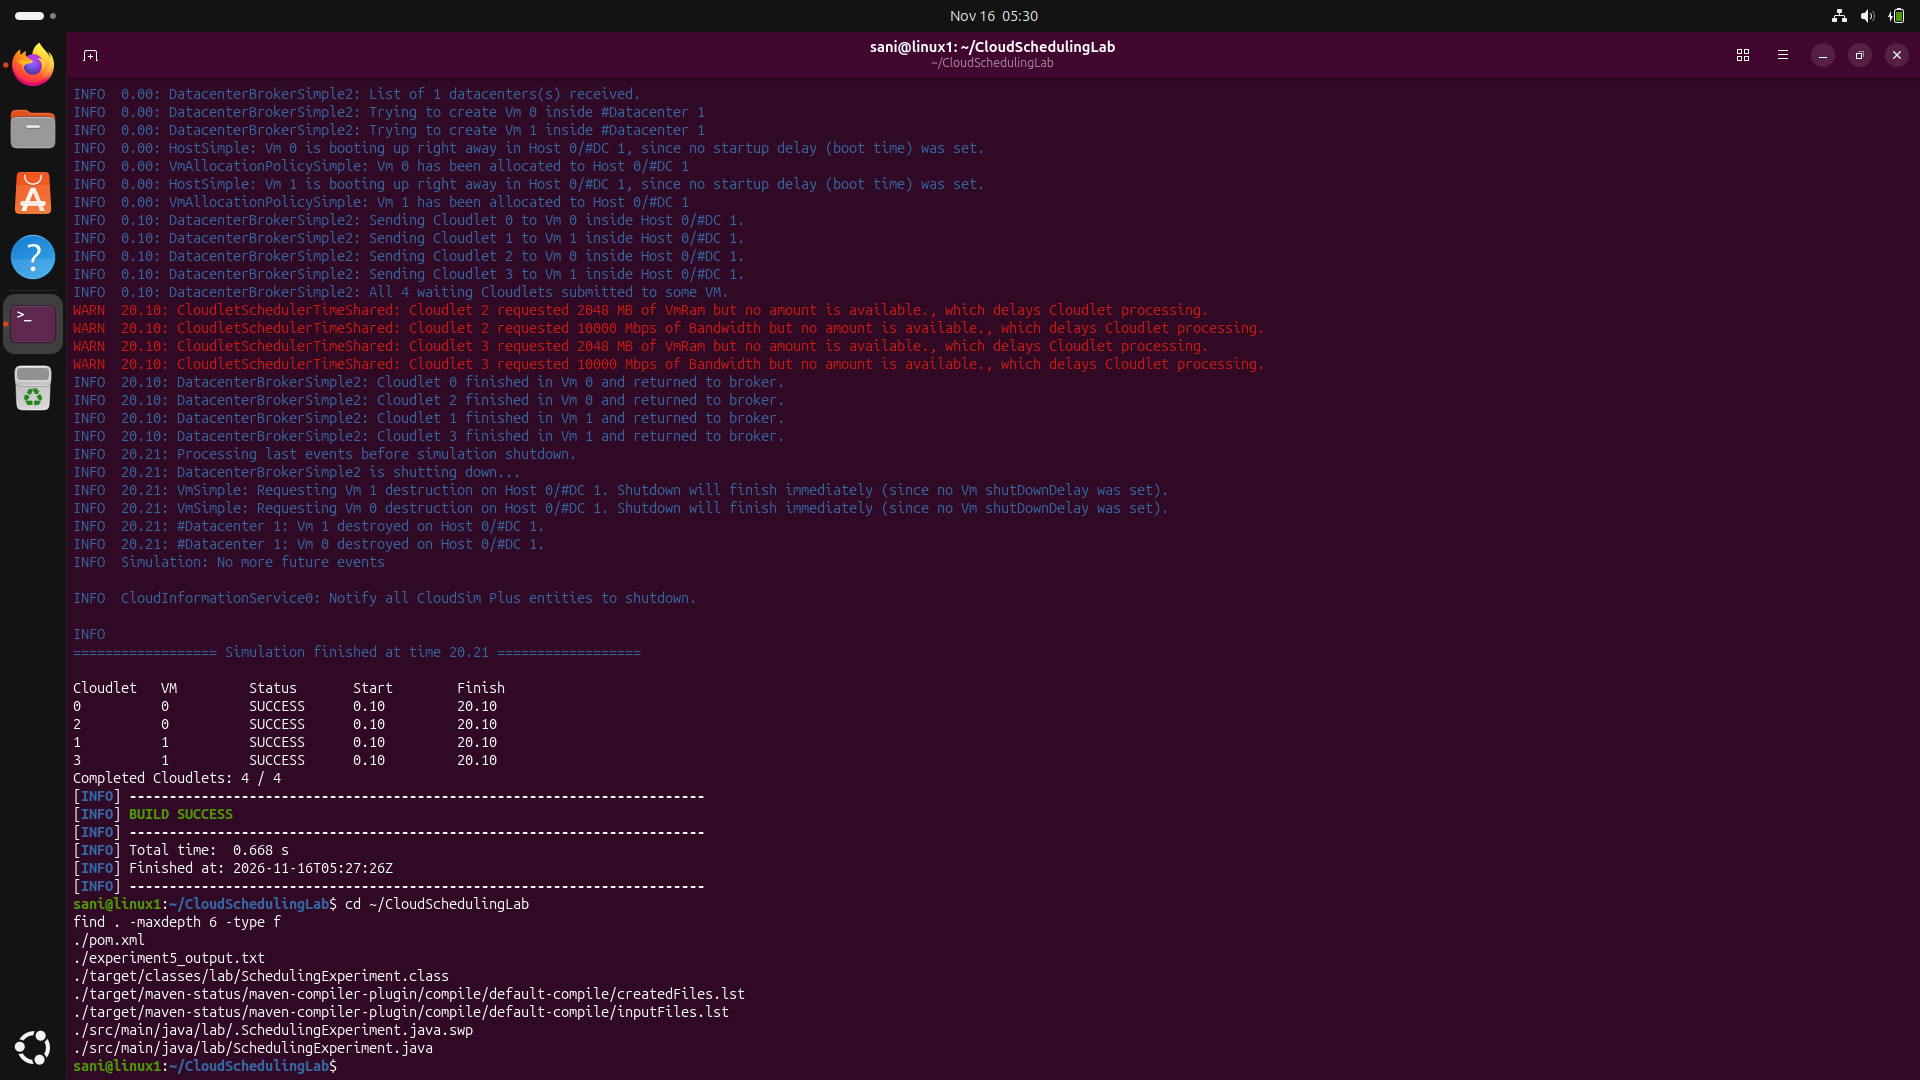 Nov 16 05:30
sani@linux1: ~/CloudSchedulingLab
~/CloudSchedulingLab
INFO  0.00: DatacenterBrokerSimple2: List of 1 datacenters(s) received.
INFO  0.00: DatacenterBrokerSimple2: Trying to create Vm 0 inside #Datacenter 1
INFO  0.00: DatacenterBrokerSimple2: Trying to create Vm 1 inside #Datacenter 1
INFO  0.00: HostSimple: Vm 0 is booting up right away in Host 0/#DC 1, since no startup delay (boot time) was set.
INFO  0.00: VmAllocationPolicySimple: Vm 0 has been allocated to Host 0/#DC 1
INFO  0.00: HostSimple: Vm 1 is booting up right away in Host 0/#DC 1, since no startup delay (boot time) was set.
INFO  0.00: VmAllocationPolicySimple: Vm 1 has been allocated to Host 0/#DC 1
INFO  0.10: DatacenterBrokerSimple2: Sending Cloudlet 0 to Vm 0 inside Host 0/#DC 1.
INFO  0.10: DatacenterBrokerSimple2: Sending Cloudlet 1 to Vm 1 inside Host 0/#DC 1.
INFO  0.10: DatacenterBrokerSimple2: Sending Cloudlet 2 to Vm 0 inside Host 0/#DC 1.
INFO  0.10: DatacenterBrokerSimple2: Sending Cloudlet 3 to Vm 1 inside Host 0/#DC 1.
INFO  0.10: DatacenterBrokerSimple2: All 4 waiting Cloudlets submitted to some VM.
WARN  20.10: CloudletSchedulerTimeShared: Cloudlet 2 requested 2048 MB of VmRam but no amount is available., which delays Cloudlet processing.
WARN  20.10: CloudletSchedulerTimeShared: Cloudlet 2 requested 10000 Mbps of Bandwidth but no amount is available., which delays Cloudlet processing.
WARN  20.10: CloudletSchedulerTimeShared: Cloudlet 3 requested 2048 MB of VmRam but no amount is available., which delays Cloudlet processing.
WARN  20.10: CloudletSchedulerTimeShared: Cloudlet 3 requested 10000 Mbps of Bandwidth but no amount is available., which delays Cloudlet processing.
INFO  20.10: DatacenterBrokerSimple2: Cloudlet 0 finished in Vm 0 and returned to broker.
INFO  20.10: DatacenterBrokerSimple2: Cloudlet 2 finished in Vm 0 and returned to broker.
INFO  20.10: DatacenterBrokerSimple2: Cloudlet 1 finished in Vm 1 and returned to broker.
INFO  20.10: DatacenterBrokerSimple2: Cloudlet 3 finished in Vm 1 and returned to broker.
INFO  20.21: Processing last events before simulation shutdown.
INFO  20.21: DatacenterBrokerSimple2 is shutting down...
INFO  20.21: VmSimple: Requesting Vm 1 destruction on Host 0/#DC 1. Shutdown will finish immediately (since no Vm shutDownDelay was set).
INFO  20.21: VmSimple: Requesting Vm 0 destruction on Host 0/#DC 1. Shutdown will finish immediately (since no Vm shutDownDelay was set).
INFO  20.21: #Datacenter 1: Vm 1 destroyed on Host 0/#DC 1.
INFO  20.21: #Datacenter 1: Vm 0 destroyed on Host 0/#DC 1.
INFO  Simulation: No more future events
INFO  CloudInformationService0: Notify all CloudSim Plus entities to shutdown.
INFO
================== Simulation finished at time 20.21 ==================
Cloudlet   VM         Status       Start        Finish
0          0          SUCCESS      0.10         20.10
2          0          SUCCESS      0.10         20.10
1          1          SUCCESS      0.10         20.10
3          1          SUCCESS      0.10         20.10
Completed Cloudlets: 4 / 4
[INFO] ------------------------------------------------------------------------
[INFO] BUILD SUCCESS
[INFO] ------------------------------------------------------------------------
[INFO] Total time:  0.668 s
[INFO] Finished at: 2026-11-16T05:27:26Z
[INFO] ------------------------------------------------------------------------
sani@linux1:~/CloudSchedulingLab$ cd ~/CloudSchedulingLab
find . -maxdepth 6 -type f
./pom.xml
./experiment5_output.txt
./target/classes/lab/SchedulingExperiment.class
./target/maven-status/maven-compiler-plugin/compile/default-compile/createdFiles.lst
./target/maven-status/maven-compiler-plugin/compile/default-compile/inputFiles.lst
./src/main/java/lab/.SchedulingExperiment.java.swp
./src/main/java/lab/SchedulingExperiment.java
sani@linux1:~/CloudSchedulingLab$